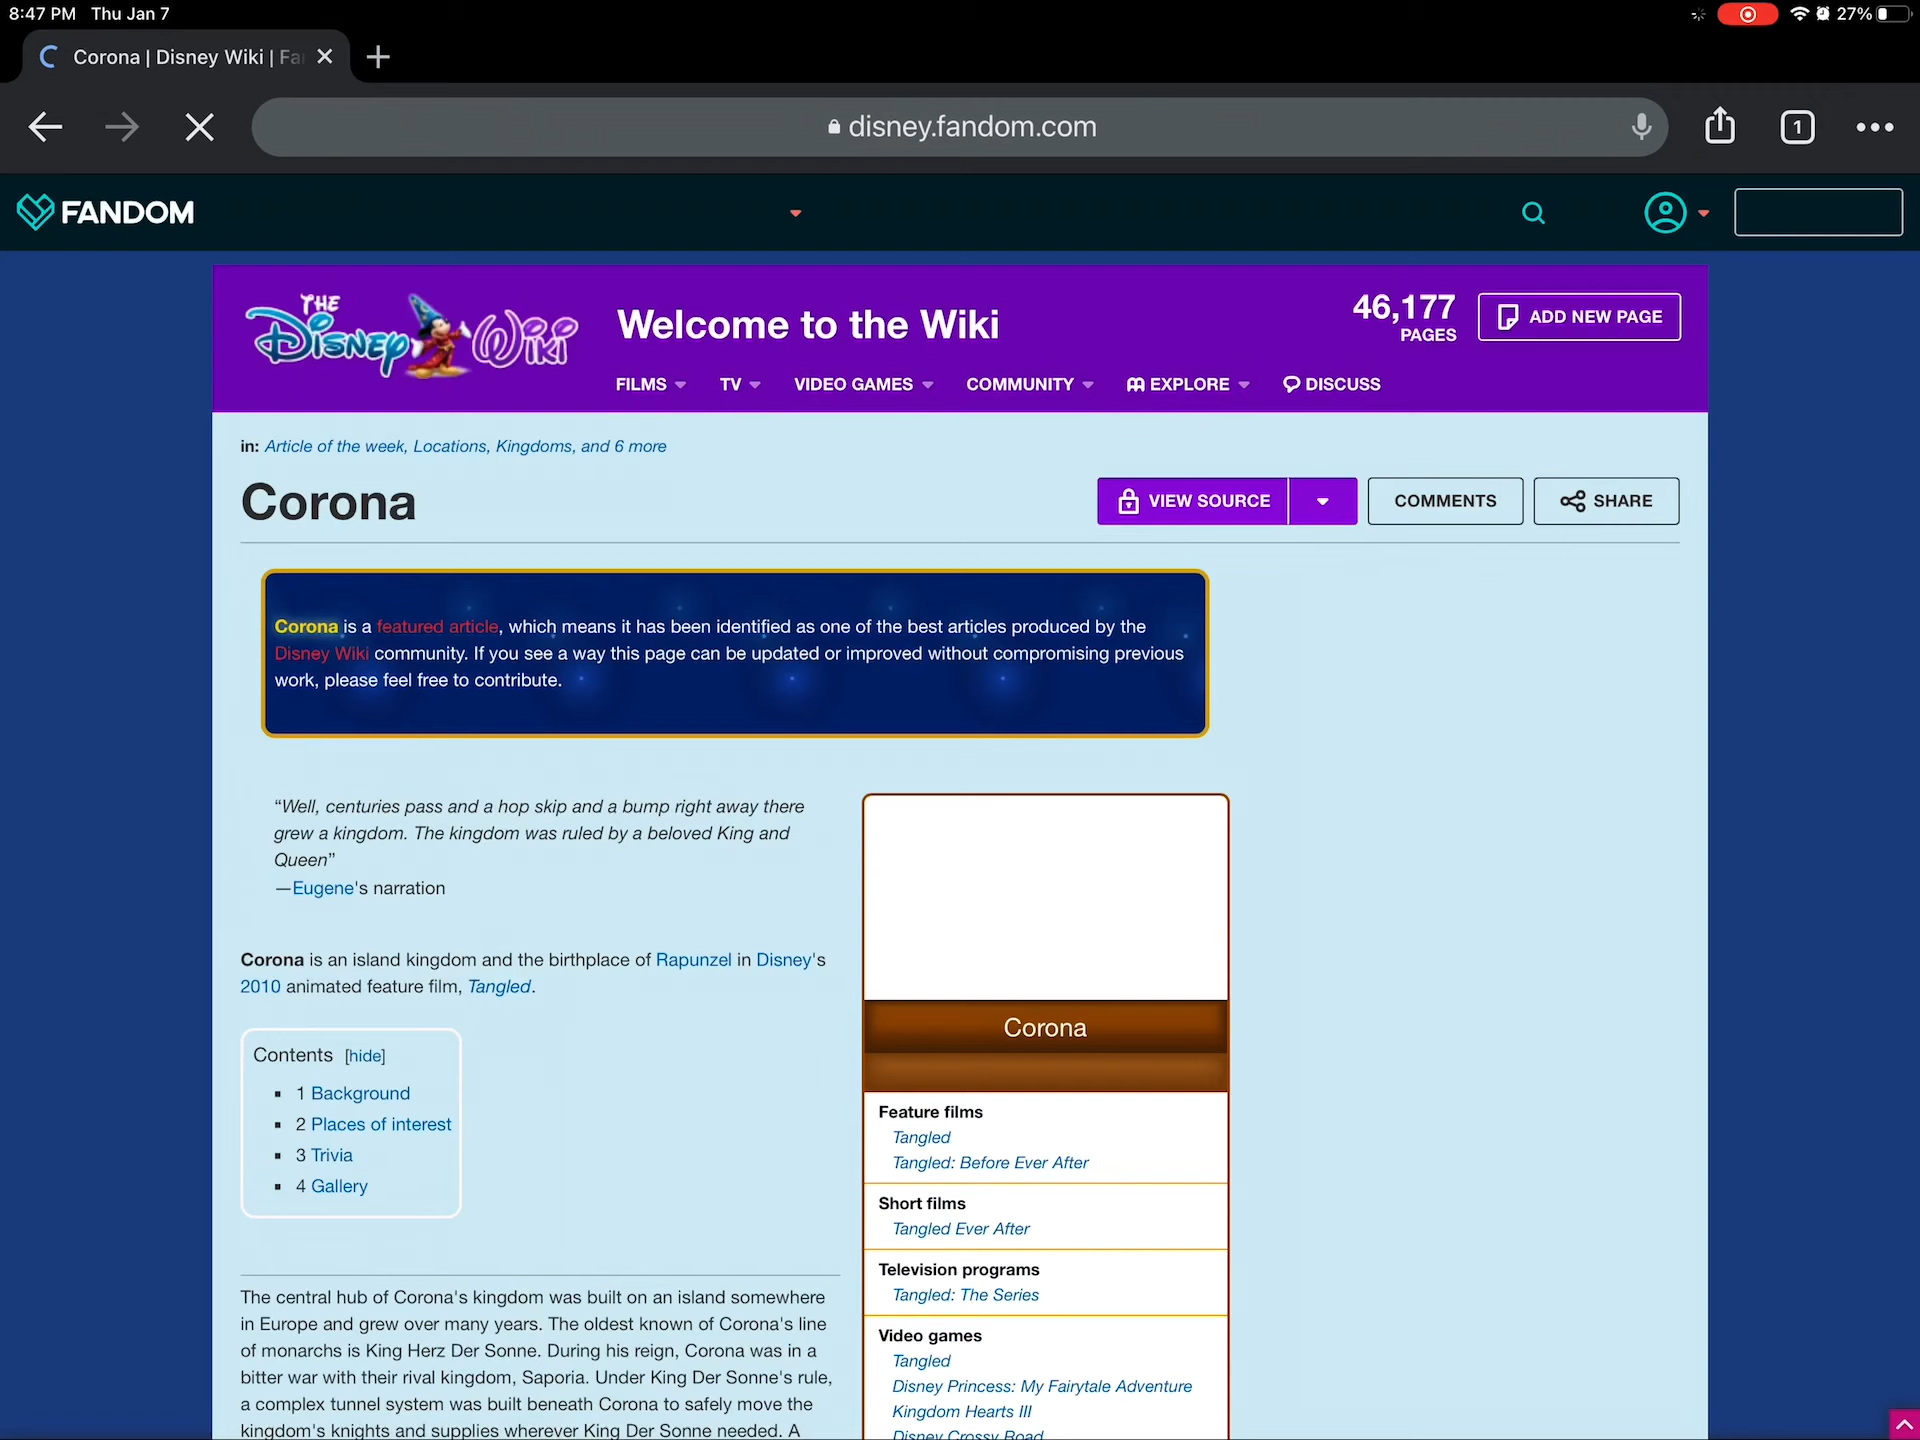 8:47 PM Thu Jan 7
27%
Corona | Disney Wiki | Fa
disney.fandom.com
1
FANDOM
THE DISNEY WIKI
Welcome to the Wiki
46,177
PAGES
ADD NEW PAGE
FILMS TV VIDEO GAMES COMMUNITY EXPLORE DISCUSS
in: Article of the week, Locations, Kingdoms, and 6 more
Corona
VIEW SOURCE
COMMENTS
SHARE
Corona is a featured article, which means it has been identified as one of the best articles produced by the
Disney Wiki community. If you see a way this page can be updated or improved without compromising previous
work, please feel free to contribute.
“Well, centuries pass and a hop skip and a bump right away there
grew a kingdom. The kingdom was ruled by a beloved King and
Queen”
—Eugene's narration
Corona is an island kingdom and the birthplace of Rapunzel in Disney's
2010 animated feature film, Tangled.
Contents [hide]
1 Background
2 Places of interest
3 Trivia
4 Gallery
The central hub of Corona's kingdom was built on an island somewhere
in Europe and grew over many years. The oldest known of Corona's line
of monarchs is King Herz Der Sonne. During his reign, Corona was in a
bitter war with their rival kingdom, Saporia. Under King Der Sonne's rule,
a complex tunnel system was built beneath Corona to safely move the
kingdom's knights and supplies wherever King Der Sonne needed. A
Corona
Feature films
Tangled
Tangled: Before Ever After
Short films
Tangled Ever After
Television programs
Tangled: The Series
Video games
Tangled
Disney Princess: My Fairytale Adventure
Kingdom Hearts III
Disney Crossy Road